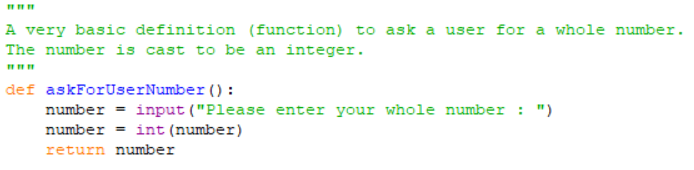 """
A very basic definition (function) to ask a user for a whole number.
The number is cast to be an integer.
"""
def askForUserNumber():
    number = input("Please enter your whole number : ")
    number = int(number)
    return number